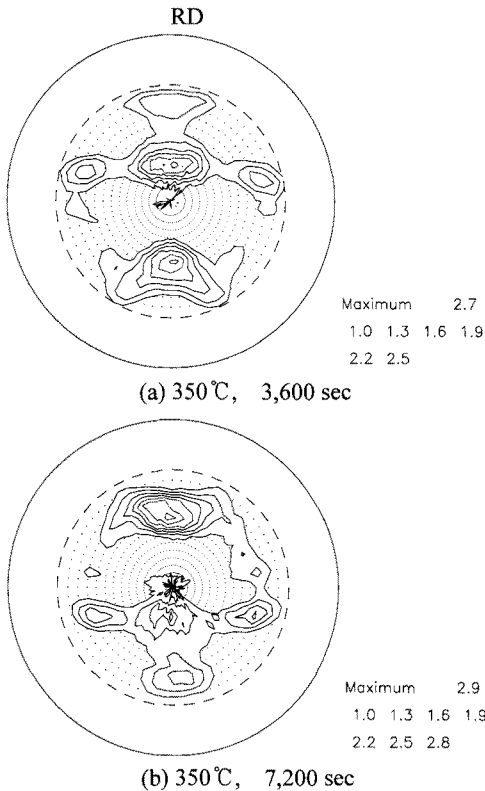 RD
Maximum 2.7
1.0 1.3 1.6 1.9
2.2 2.5
(a) 350℃, 3,600 sec
Maximum 2.9
1.0 1.3 1.6 1.9
2.2 2.5 2.8
(b) 350℃, 7,200 sec